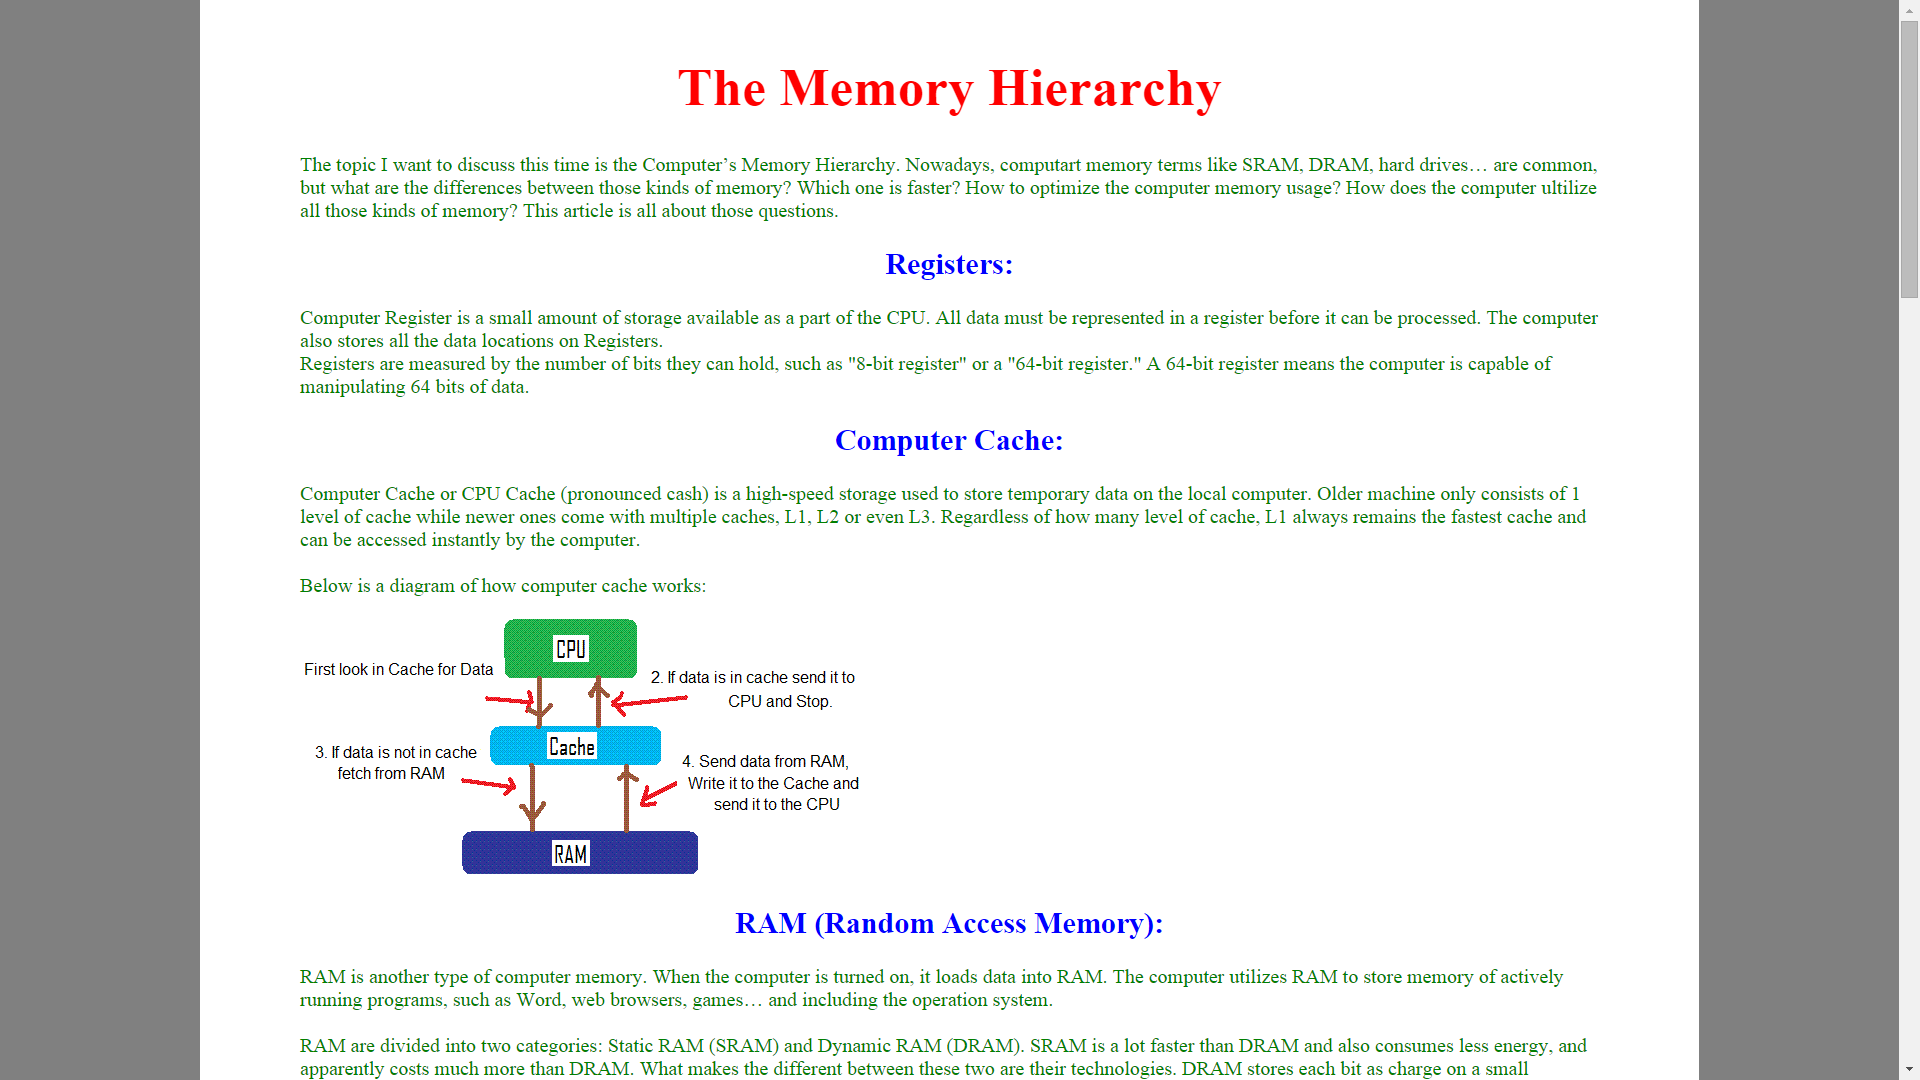 The Memory Hierarchy
The topic I want to discuss this time is the Computer’s Memory Hierarchy. Nowadays, computart memory terms like SRAM, DRAM, hard drives… are common,
but what are the differences between those kinds of memory? Which one is faster? How to optimize the computer memory usage? How does the computer ultilize
all those kinds of memory? This article is all about those questions.
Registers:
Computer Register is a small amount of storage available as a part of the CPU. All data must be represented in a register before it can be processed. The computer
also stores all the data locations on Registers.
Registers are measured by the number of bits they can hold, such as "8-bit register" or a "64-bit register." A 64-bit register means the computer is capable of
manipulating 64 bits of data.
Computer Cache:
Computer Cache or CPU Cache (pronounced cash) is a high-speed storage used to store temporary data on the local computer. Older machine only consists of 1
level of cache while newer ones come with multiple caches, L1, L2 or even L3. Regardless of how many level of cache, L1 always remains the fastest cache and
can be accessed instantly by the computer.
Below is a diagram of how computer cache works:
CPU
First look in Cache for Data
2. If data is in cache send it to
CPU and Stop.
Cache
3. If data is not in cache
fetch from RAM
4. Send data from RAM,
Write it to the Cache and
send it to the CPU
RAM
RAM (Random Access Memory):
RAM is another type of computer memory. When the computer is turned on, it loads data into RAM. The computer utilizes RAM to store memory of actively
running programs, such as Word, web browsers, games… and including the operation system.
RAM are divided into two categories: Static RAM (SRAM) and Dynamic RAM (DRAM). SRAM is a lot faster than DRAM and also consumes less energy, and
apparently costs much more than DRAM. What makes the different between these two are their technologies. DRAM stores each bit as charge on a small